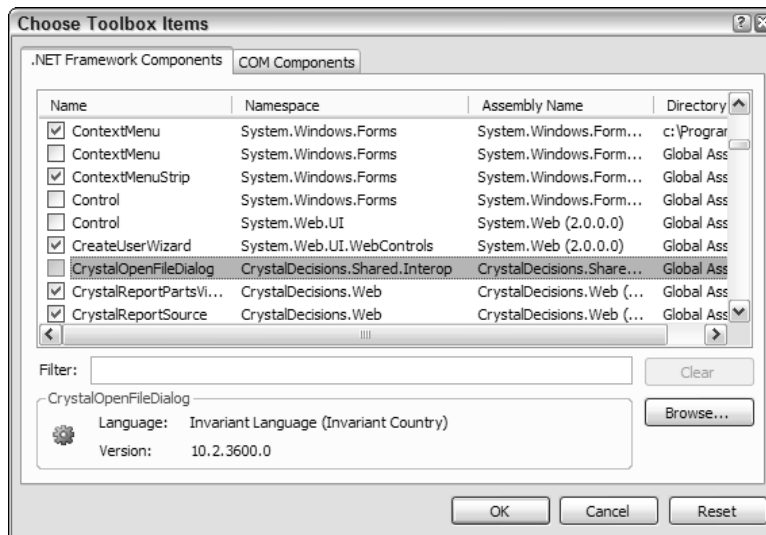 Choose Toolbox Items
.NET Framework Components COM Components
Name Namespace Assembly Name Directory
ContextMenu System.Windows.Forms System.Windows.Form... c:\Prograr
ContextMenu System.Windows.Forms System.Windows.Form... Global Ass
ContextMenuStrip System.Windows.Forms System.Windows.Form... Global Ass
Control System.Windows.Forms System.Windows.Form... Global Ass
Control System.Web.UI System.Web (2.0.0.0) Global Ass
CreateUserWizard System.Web.UI.WebControls System.Web (2.0.0.0) Global Ass
CrystalOpenFileDialog CrystalDecisions.Shared.Interop CrystalDecisions.Share... Global Ass
CrystalReportPartsVi... CrystalDecisions.Web CrystalDecisions.Web (... Global Ass
CrystalReportSource CrystalDecisions.Web CrystalDecisions.Web (... Global Ass
Filter: Clear
CrystalOpenFileDialog
Language: Invariant Language (Invariant Country) Browse...
Version: 10.2.3600.0
OK Cancel Reset